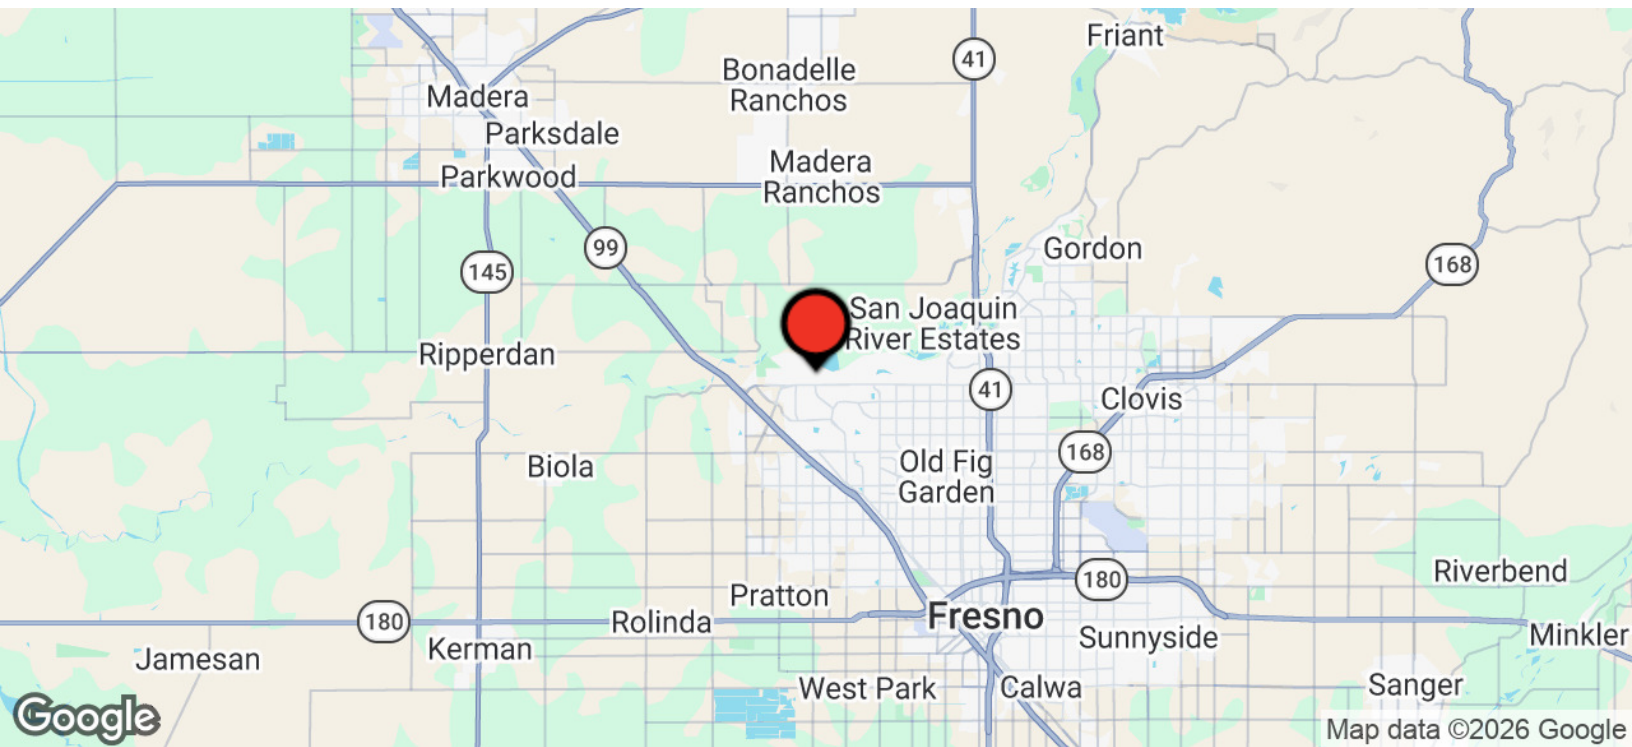 Friant
41
Bonadelle
Ranchos
Madera
Parksdale
Madera
Ranchos
Parkwood
99
Gordon
145
168
San Joaquin
River Estates
Ripperdan
41
Clovis
168
Old Fig
Garden
Biola
Riverbend
180
Pratton
Fresno
180
Rolinda
Sunnyside
Minkler
Kerman
Jamesan
West Park
Calwa
Sanger
Google
Map data ©2026 Google